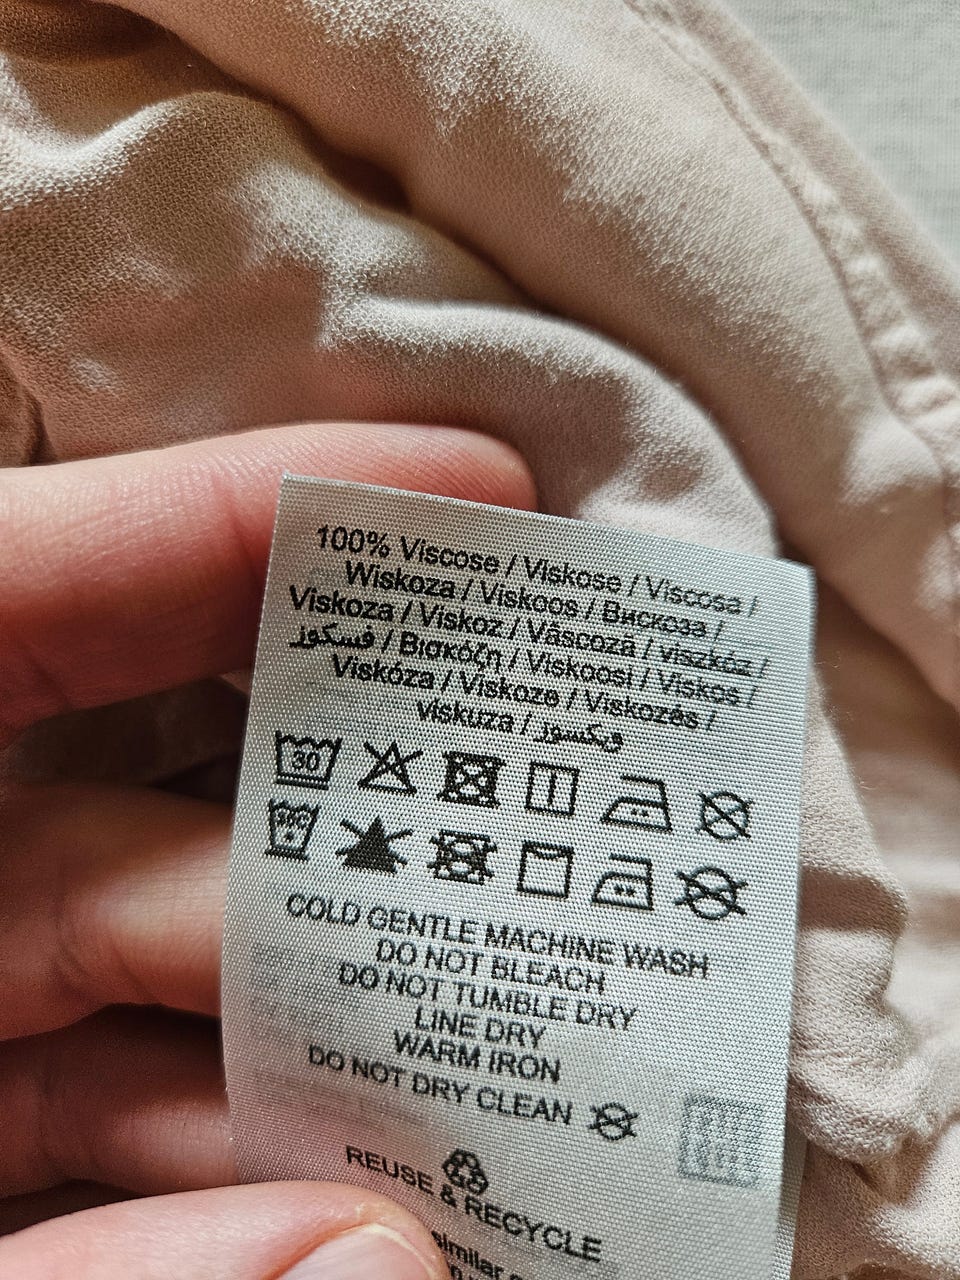 100% Viscose / Viskose / Viscosa /
Wiskoza / Viskoos / Вискоза /
Viskoza / Viskoz / Vâscoză / viszkóz /
فسكوز / Βισκόζη / Viskoosi / Viskos /
Viskóza / Viskoze / Viskozės /
viskuza / ويكسوز
30
COLD GENTLE MACHINE WASH
DO NOT BLEACH
DO NOT TUMBLE DRY
LINE DRY
WARM IRON
DO NOT DRY CLEAN
REUSE & RECYCLE
similar